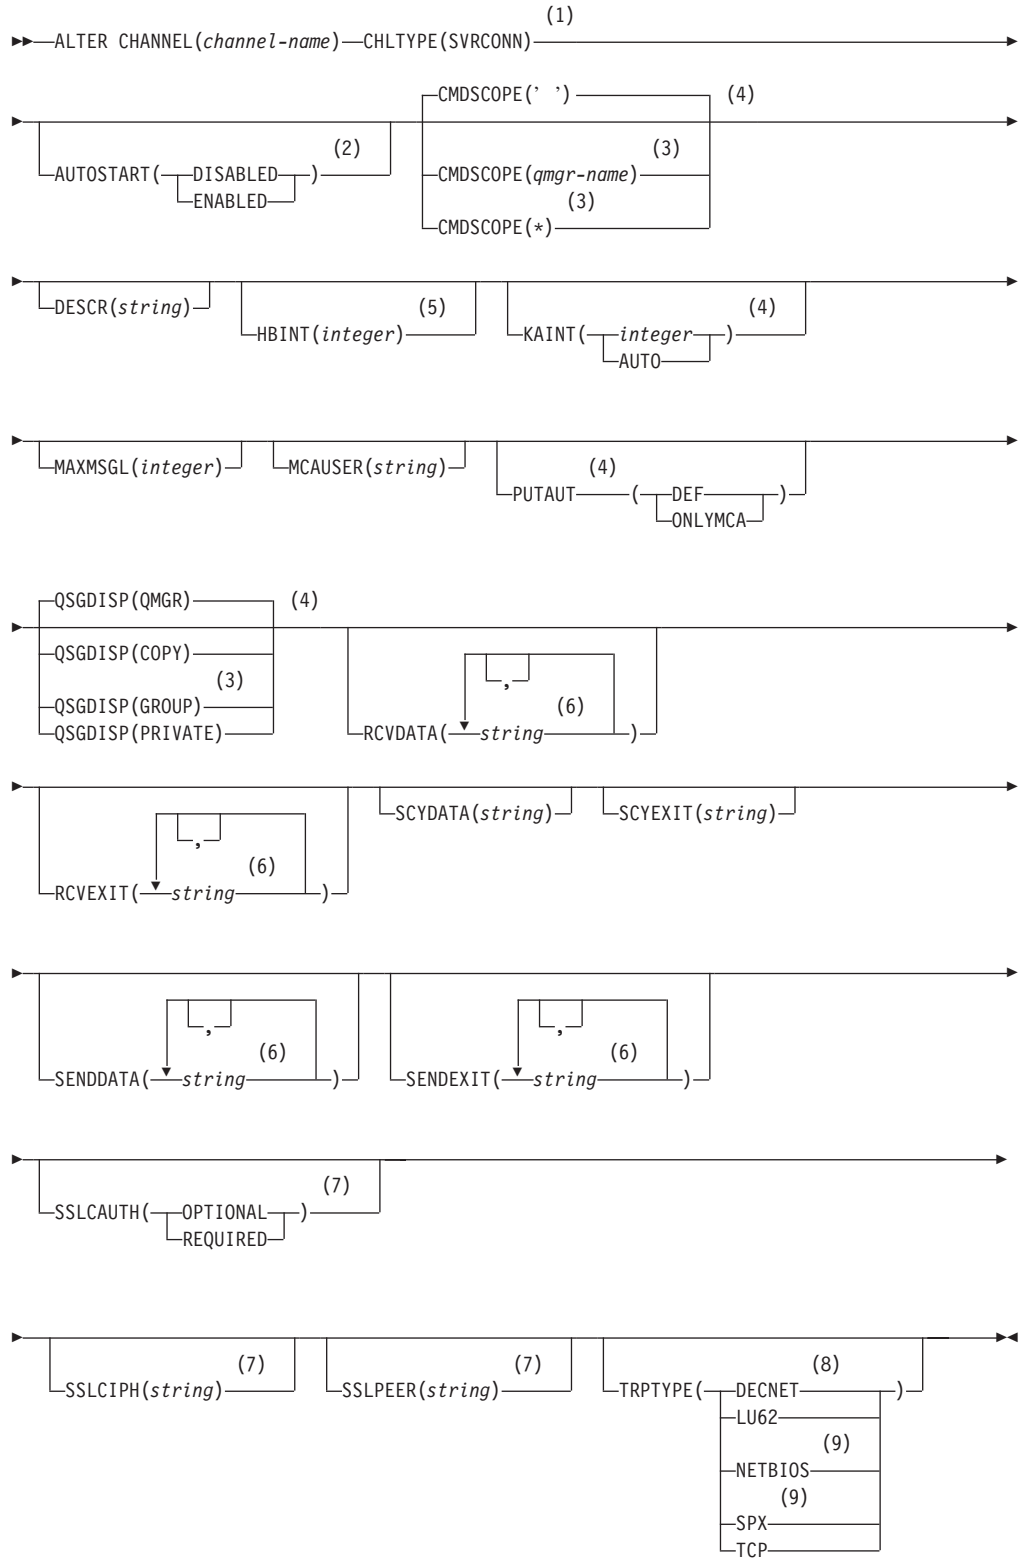 (1)
ALTER CHANNEL(channel-name) CHLTYPE(SVRCONN)
CMDSCOPE(’ ’) (4)
(2) (3)
AUTOSTART( DISABLED ) CMDSCOPE(qmgr-name)
ENABLED (3)
CMDSCOPE(*)
(5) (4)
DESCR(string) HBINT(integer) KAINT( integer )
AUTO
(4)
MAXMSGL(integer) MCAUSER(string) PUTAUT ( DEF )
ONLYMCA
QSGDISP(QMGR) (4)
QSGDISP(COPY) ,
(3) (6)
QSGDISP(GROUP)
QSGDISP(PRIVATE) RCVDATA( string )
SCYDATA(string) SCYEXIT(string)
,
(6)
RCVEXIT( string )
, ,
(6) (6)
SENDDATA( string ) SENDEXIT( string )
(7)
SSLCAUTH( OPTIONAL )
REQUIRED
(7) (7) (8)
SSLCIPH(string) SSLPEER(string) TRPTYPE( DECNET )
LU62
(9)
NETBIOS
(9)
SPX
TCP